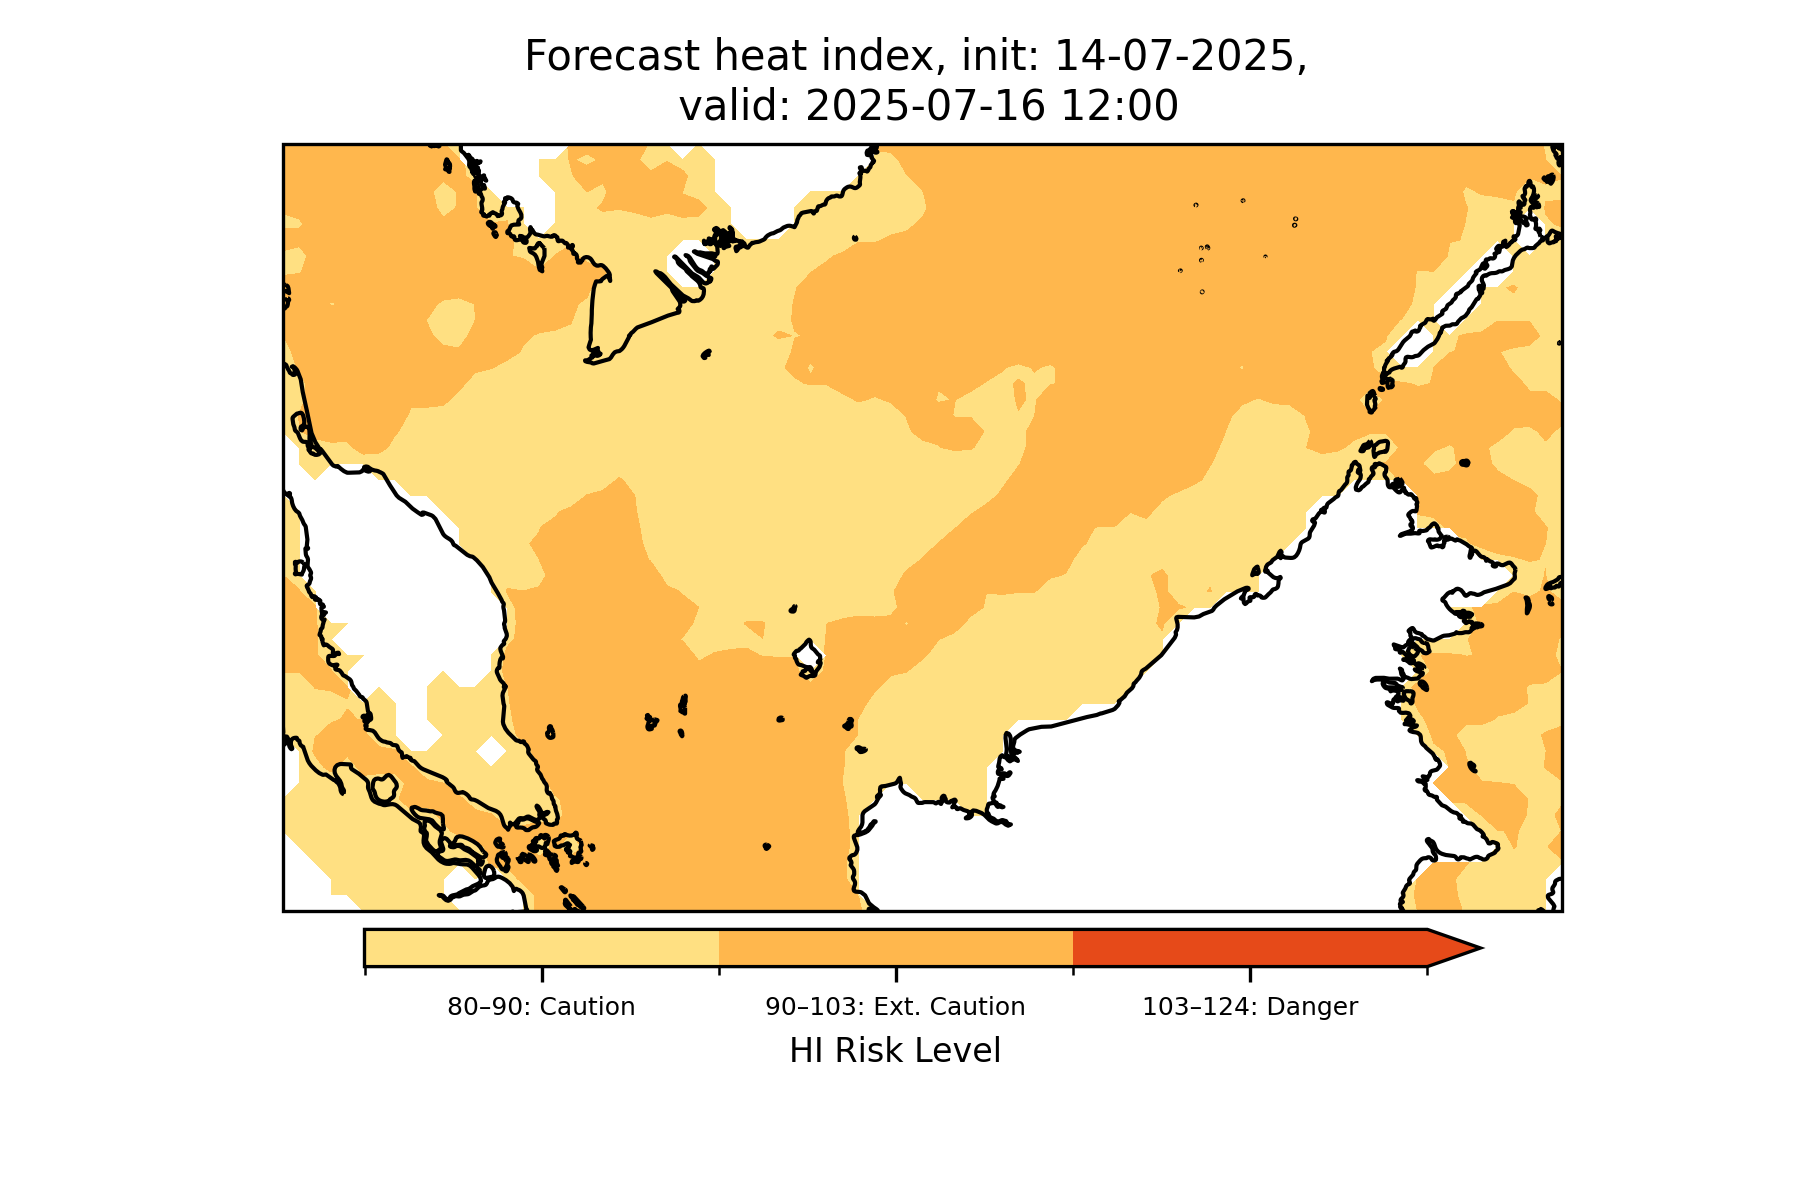 Forecast heat index, init: 14-07-2025,
valid: 2025-07-16 12:00
80–90: Caution
90–103: Ext. Caution
103–124: Danger
HI Risk Level